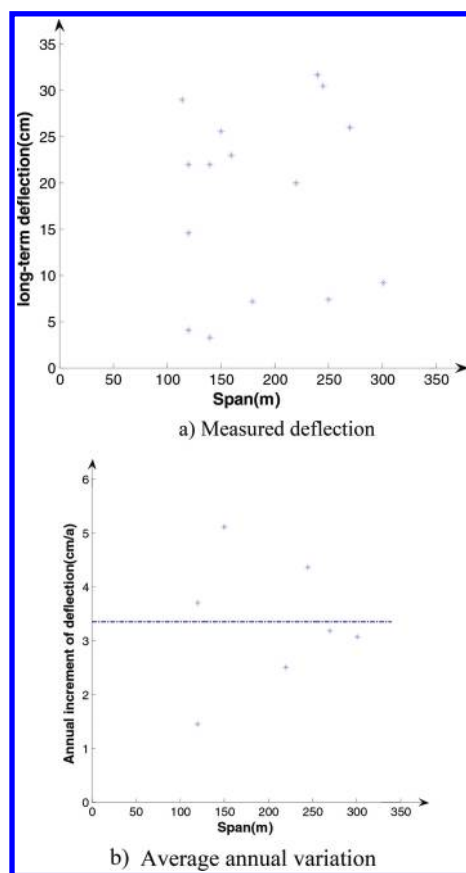 35
30
25
20
15
10
5
0
long-term deflection(cm)
0 50 100 150 200 250 300 350
Span(m)
a) Measured deflection
6
5
4
3
2
1
0
Annual increment of deflection(cm/a)
0 50 100 150 200 250 300 350
Span(m)
b) Average annual variation